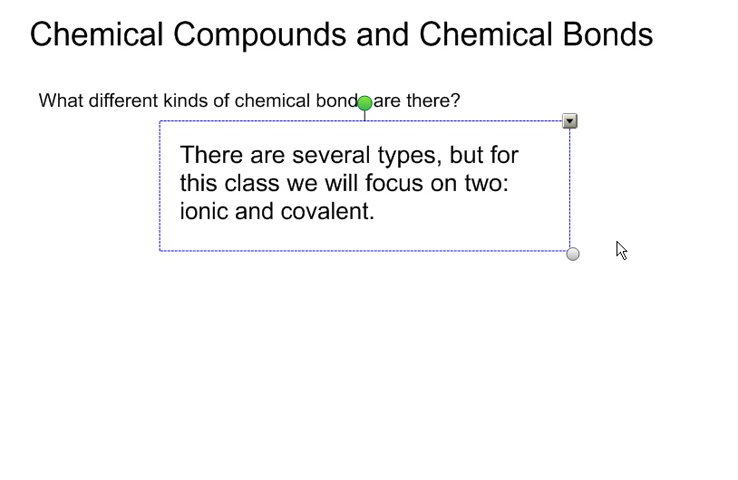 Chemical Compounds and Chemical Bonds
What different kinds of chemical bond are there?
There are several types, but for
this class we will focus on two:
ionic and covalent.